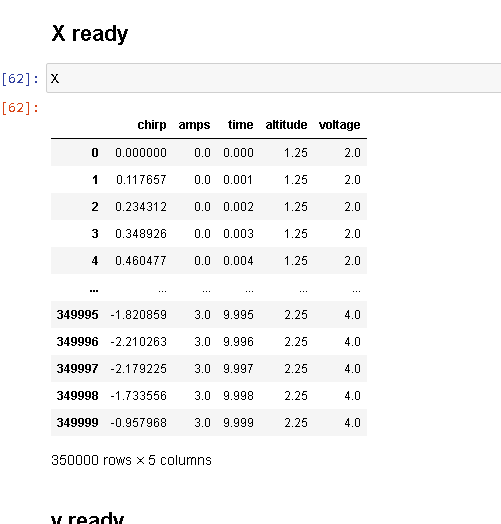 X ready
[62]: X
[62]:
chirp amps time altitude voltage
0 0.000000 0.0 0.000 1.25 2.0
1 0.117657 0.0 0.001 1.25 2.0
2 0.234312 0.0 0.002 1.25 2.0
3 0.348926 0.0 0.003 1.25 2.0
4 0.460477 0.0 0.004 1.25 2.0
... ... ... ... ... ...
349995 -1.820859 3.0 9.995 2.25 4.0
349996 -2.210263 3.0 9.996 2.25 4.0
349997 -2.179225 3.0 9.997 2.25 4.0
349998 -1.733556 3.0 9.998 2.25 4.0
349999 -0.957968 3.0 9.999 2.25 4.0
350000 rows × 5 columns
y ready